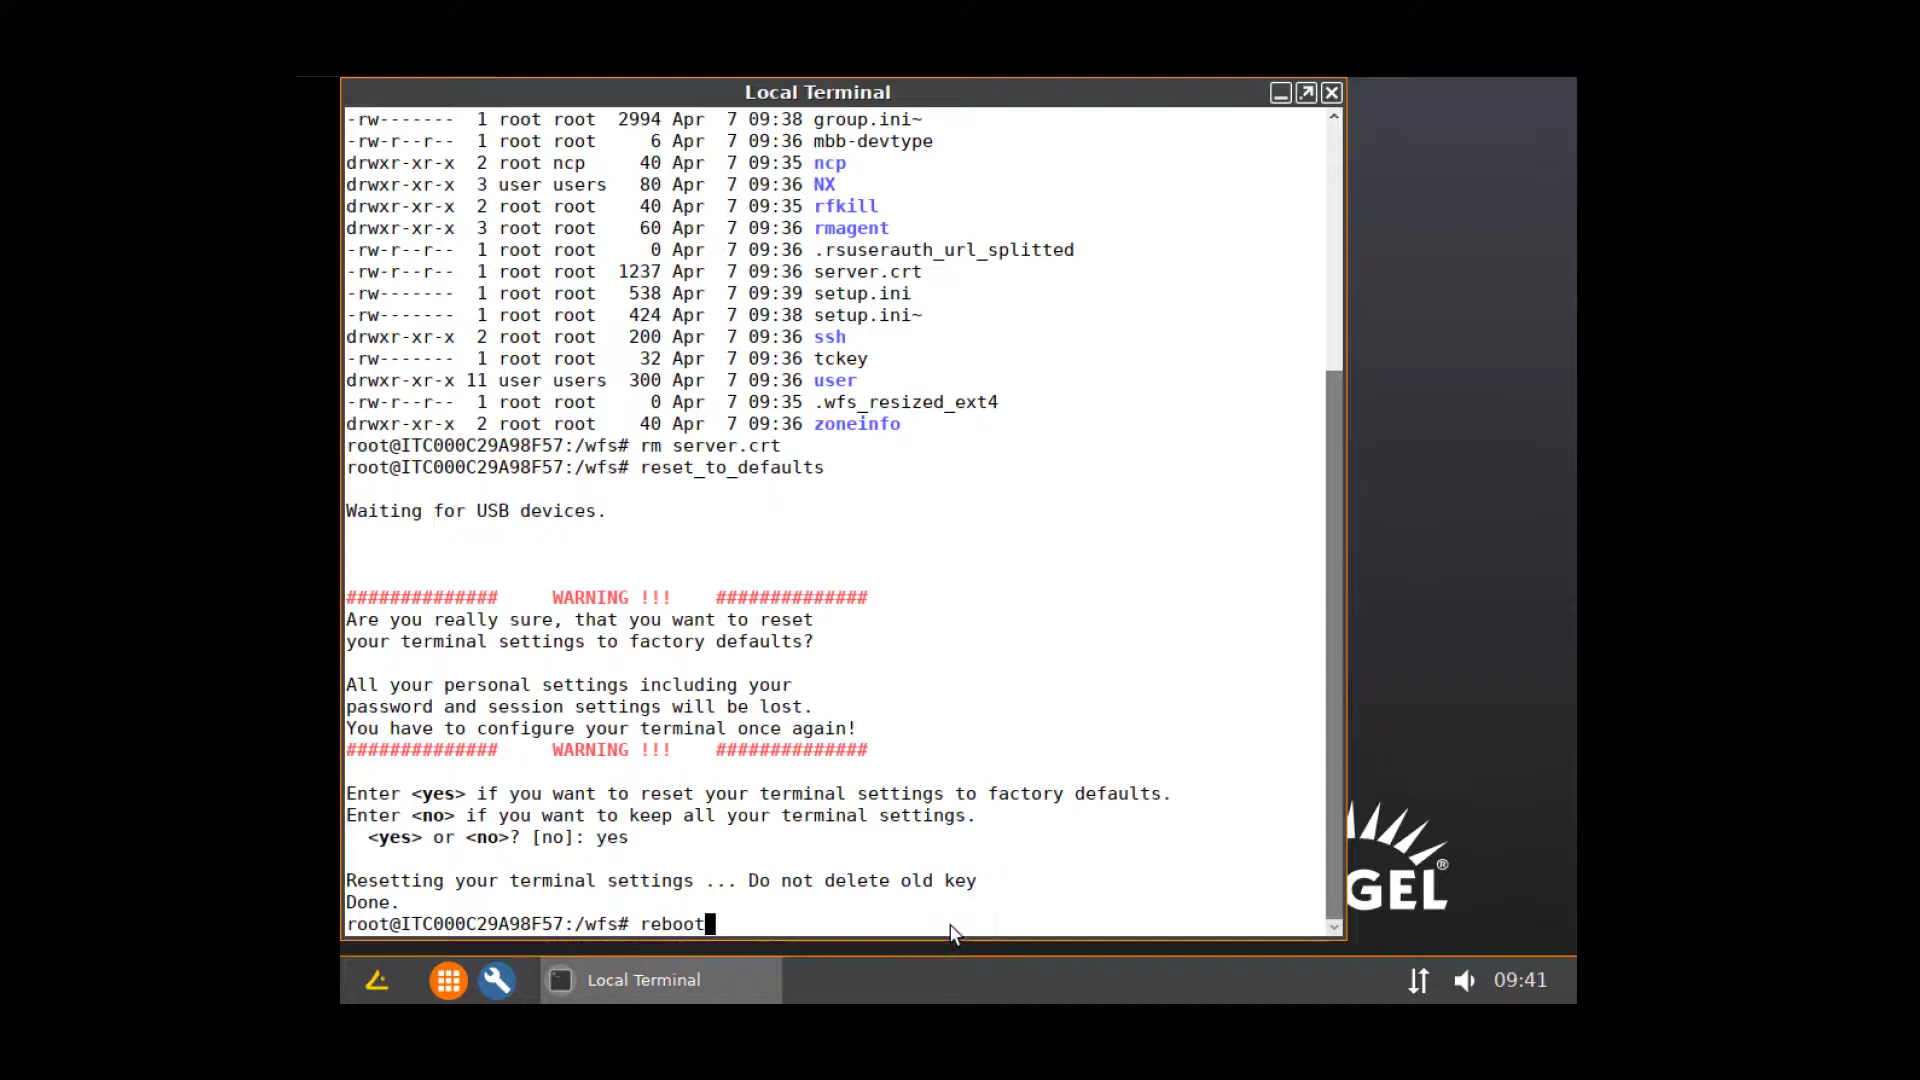 Local Terminal
-rw-------  1 root root  2994 Apr  7 09:38 group.ini~
-rw-r--r--  1 root root     6 Apr  7 09:36 mbb-devtype
drwxr-xr-x  2 root ncp     40 Apr  7 09:35 ncp
drwxr-xr-x  3 user users   80 Apr  7 09:36 NX
drwxr-xr-x  2 root root    40 Apr  7 09:35 rfkill
drwxr-xr-x  3 root root    60 Apr  7 09:36 rmagent
-rw-r--r--  1 root root     0 Apr  7 09:36 .rsuserauth_url_splitted
-rw-r--r--  1 root root  1237 Apr  7 09:36 server.crt
-rw-------  1 root root   538 Apr  7 09:39 setup.ini
-rw-------  1 root root   424 Apr  7 09:38 setup.ini~
drwxr-xr-x  2 root root   200 Apr  7 09:36 ssh
-rw-------  1 root root    32 Apr  7 09:36 tckey
drwxr-xr-x 11 user users  300 Apr  7 09:36 user
-rw-r--r--  1 root root     0 Apr  7 09:35 .wfs_resized_ext4
drwxr-xr-x  2 root root    40 Apr  7 09:36 zoneinfo
root@ITC000C29A98F57:/wfs# rm server.crt
root@ITC000C29A98F57:/wfs# reset_to_defaults
Waiting for USB devices.
##############     WARNING !!!    ##############
Are you really sure, that you want to reset
your terminal settings to factory defaults?
All your personal settings including your
password and session settings will be lost.
You have to configure your terminal once again!
##############     WARNING !!!    ##############
Enter <yes> if you want to reset your terminal settings to factory defaults.
Enter <no> if you want to keep all your terminal settings.
  <yes> or <no>? [no]: yes
Resetting your terminal settings ... Do not delete old key
Done.
root@ITC000C29A98F57:/wfs# reboot
GEL®
Local Terminal
09:41